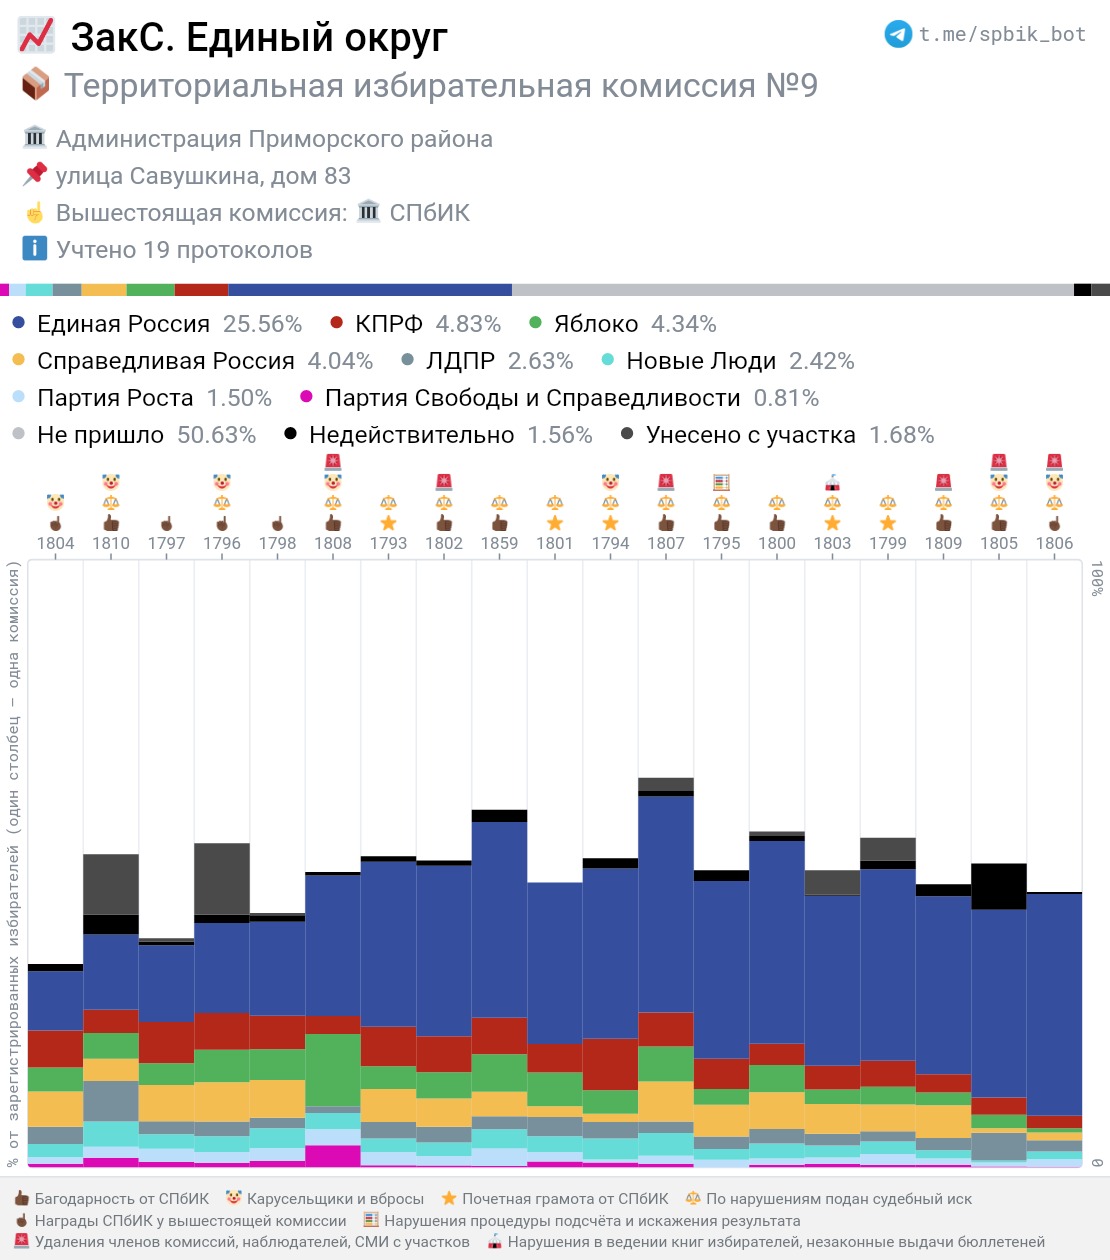 ЗакС. Единый округ
t.me/spbik_bot
Территориальная избирательная комиссия №9
Администрация Приморского района
улица Савушкина, дом 83
Вышестоящая комиссия: СПбИК
Учтено 19 протоколов
Единая Россия 25.56% КПРФ 4.83% Яблоко 4.34%
Справедливая Россия 4.04% ЛДПР 2.63% Новые Люди 2.42%
Партия Роста 1.50% Партия Свободы и Справедливости 0.81%
Не пришло 50.63% Недействительно 1.56% Унесено с участка 1.68%
1804 1810 1797 1796 1798 1808 1793 1802 1859 1801 1794 1807 1795 1800 1803 1799 1809 1805 1806
% от зарегистрированных избирателей (один столбец – одна комиссия)
100%
0
Багодарность от СПбИК Карусельщики и вбросы Почетная грамота от СПбИК По нарушениям подан судебный иск
Награды СПбИК у вышестоящей комиссии Нарушения процедуры подсчёта и искажения результата
Удаления членов комиссий, наблюдателей, СМИ с участков Нарушения в ведении книг избирателей, незаконные выдачи бюллетеней